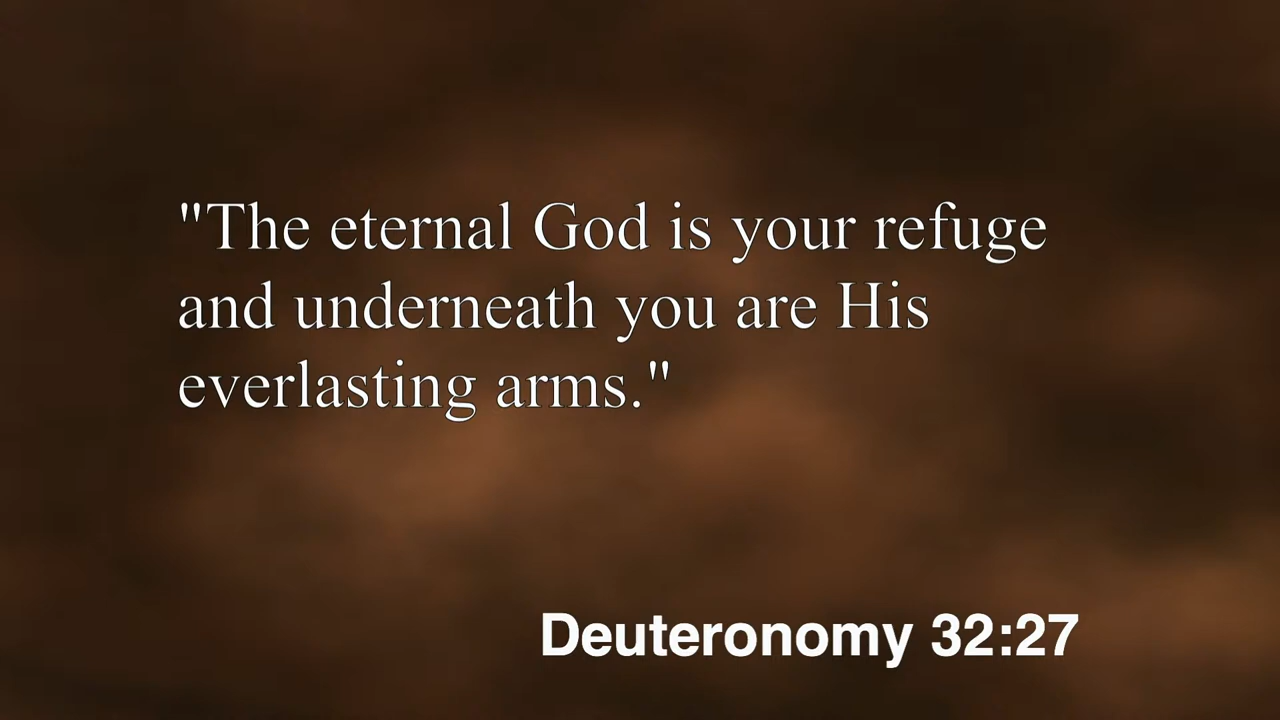 "The eternal God is your refuge
and underneath you are His
everlasting arms."
Deuteronomy 32:27